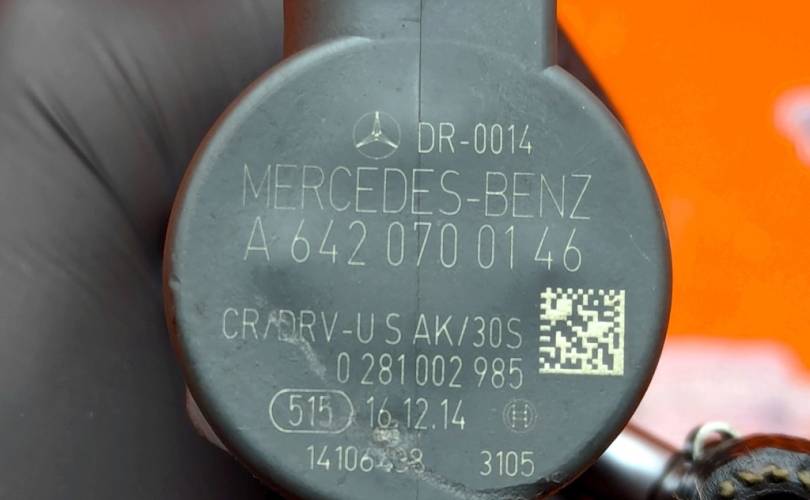 DR-0014
MERCEDES-BENZ
A 642 070 01 46
CR/DRV-U S AK/30S
0 281 002 985
515 16.12.14
3105